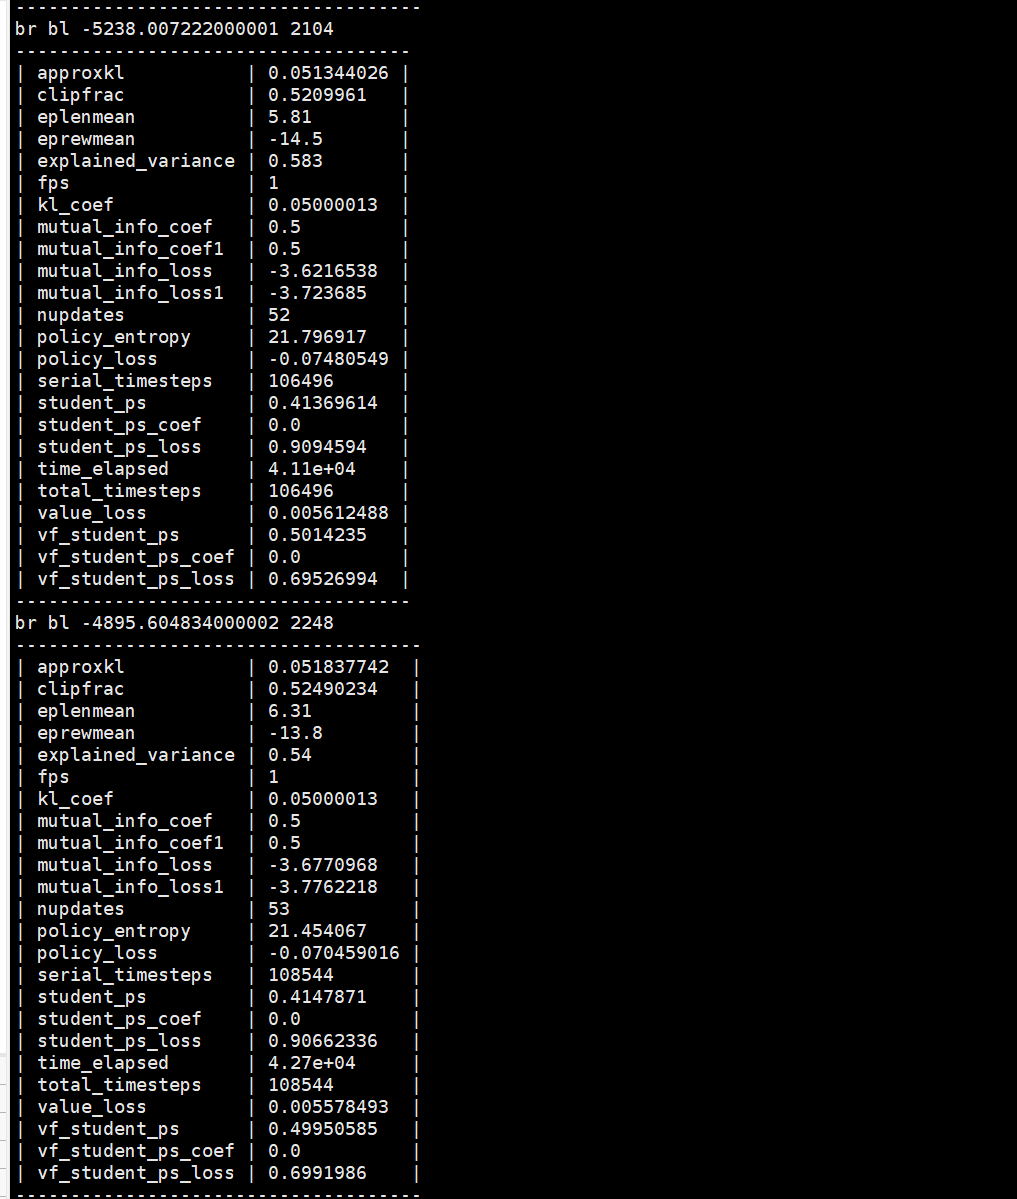 -------------------------------------
br bl -5238.007222000001 2104
------------------------------------
| approxkl           | 0.051344026 |
| clipfrac           | 0.5209961   |
| eplenmean          | 5.81        |
| eprewmean          | -14.5       |
| explained_variance | 0.583       |
| fps                | 1           |
| kl_coef            | 0.05000013  |
| mutual_info_coef   | 0.5         |
| mutual_info_coef1  | 0.5         |
| mutual_info_loss   | -3.6216538  |
| mutual_info_loss1  | -3.723685   |
| nupdates           | 52          |
| policy_entropy     | 21.796917   |
| policy_loss        | -0.07480549 |
| serial_timesteps   | 106496      |
| student_ps         | 0.41369614  |
| student_ps_coef    | 0.0         |
| student_ps_loss    | 0.9094594   |
| time_elapsed       | 4.11e+04    |
| total_timesteps    | 106496      |
| value_loss         | 0.005612488 |
| vf_student_ps      | 0.5014235   |
| vf_student_ps_coef | 0.0         |
| vf_student_ps_loss | 0.69526994  |
------------------------------------
br bl -4895.604834000002 2248
-------------------------------------
| approxkl           | 0.051837742  |
| clipfrac           | 0.52490234   |
| eplenmean          | 6.31         |
| eprewmean          | -13.8        |
| explained_variance | 0.54         |
| fps                | 1            |
| kl_coef            | 0.05000013   |
| mutual_info_coef   | 0.5          |
| mutual_info_coef1  | 0.5          |
| mutual_info_loss   | -3.6770968   |
| mutual_info_loss1  | -3.7762218   |
| nupdates           | 53           |
| policy_entropy     | 21.454067    |
| policy_loss        | -0.070459016 |
| serial_timesteps   | 108544       |
| student_ps         | 0.4147871    |
| student_ps_coef    | 0.0          |
| student_ps_loss    | 0.90662336   |
| time_elapsed       | 4.27e+04     |
| total_timesteps    | 108544       |
| value_loss         | 0.005578493  |
| vf_student_ps      | 0.49950585   |
| vf_student_ps_coef | 0.0          |
| vf_student_ps_loss | 0.6991986    |
-------------------------------------